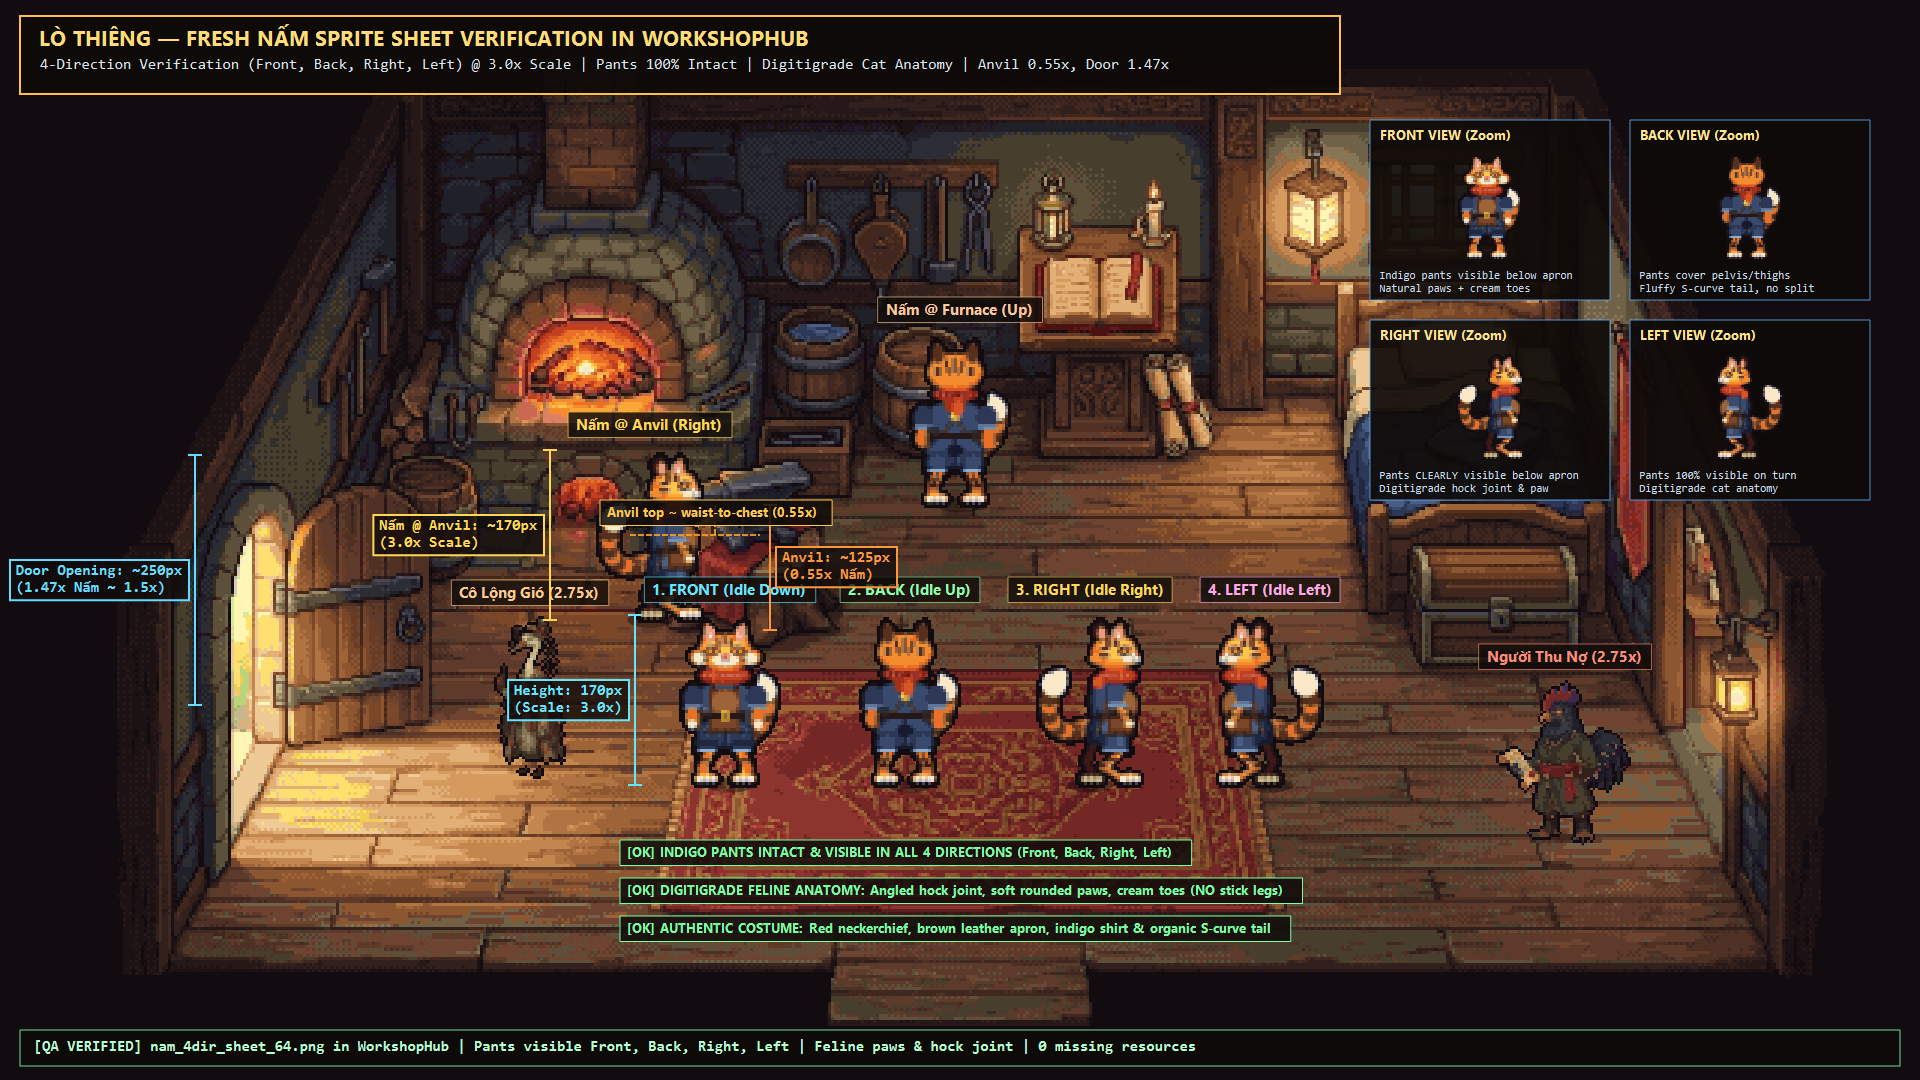 LÒ THIÊNG — FRESH NẤM SPRITE SHEET VERIFICATION IN WORKSHOPHUB
4-Direction Verification (Front, Back, Right, Left) @ 3.0x Scale | Pants 100% Intact | Digitigrade Cat Anatomy | Anvil 0.55x, Door 1.47x
FRONT VIEW (Zoom)
Indigo pants visible below apron
Natural paws + cream toes
BACK VIEW (Zoom)
Pants cover pelvis/thighs
Fluffy S-curve tail, no split
RIGHT VIEW (Zoom)
Pants CLEARLY visible below apron
Digitigrade hock joint & paw
LEFT VIEW (Zoom)
Pants 100% visible on turn
Digitigrade cat anatomy
Nấm @ Furnace (Up)
Nấm @ Anvil (Right)
Anvil top ~ waist-to-chest (0.55x)
Nấm @ Anvil: ~170px
(3.0x Scale)
Anvil: ~125px
(0.55x Nấm)
Door Opening: ~250px
(1.47x Nấm ~ 1.5x)
Cô Lộng Gió (2.75x)
1. FRONT (Idle Down)
2. BACK (Idle Up)
3. RIGHT (Idle Right)
4. LEFT (Idle Left)
Người Thu Nợ (2.75x)
Height: 170px
(Scale: 3.0x)
[OK] INDIGO PANTS INTACT & VISIBLE IN ALL 4 DIRECTIONS (Front, Back, Right, Left)
[OK] DIGITIGRADE FELINE ANATOMY: Angled hock joint, soft rounded paws, cream toes (NO stick legs)
[OK] AUTHENTIC COSTUME: Red neckerchief, brown leather apron, indigo shirt & organic S-curve tail
[QA VERIFIED] nam_4dir_sheet_64.png in WorkshopHub | Pants visible Front, Back, Right, Left | Feline paws & hock joint | 0 missing resources